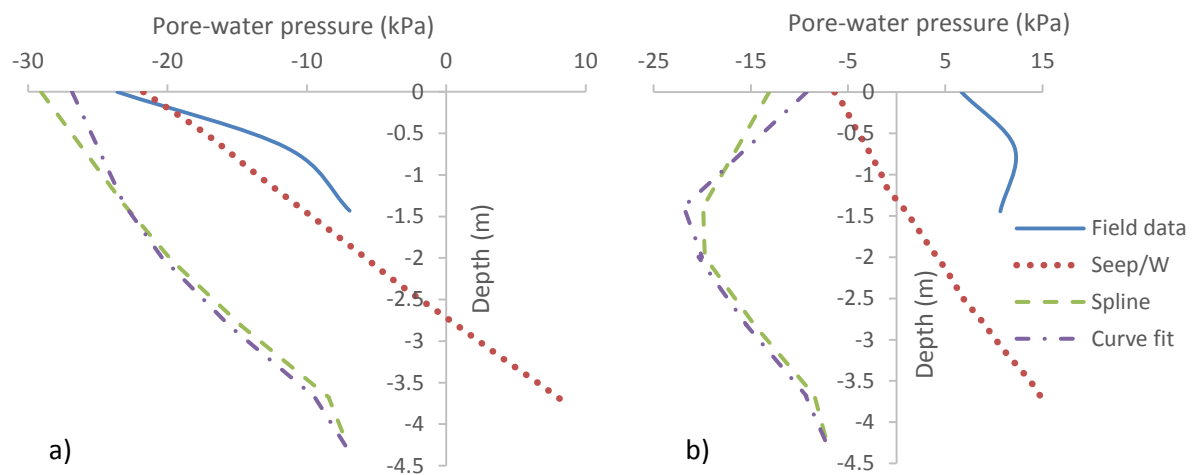 Pore-water pressure (kPa)
-30 -20 -10 0 10
0
-0.5
-1
-1.5
-2
-2.5
-3
-3.5
-4
-4.5
Depth (m)
a)
Pore-water pressure (kPa)
-25 -15 -5 5 15
0
-0.5
-1
-1.5
-2
-2.5
-3
-3.5
-4
-4.5
Depth (m)
Field data
Seep/W
Spline
Curve fit
b)